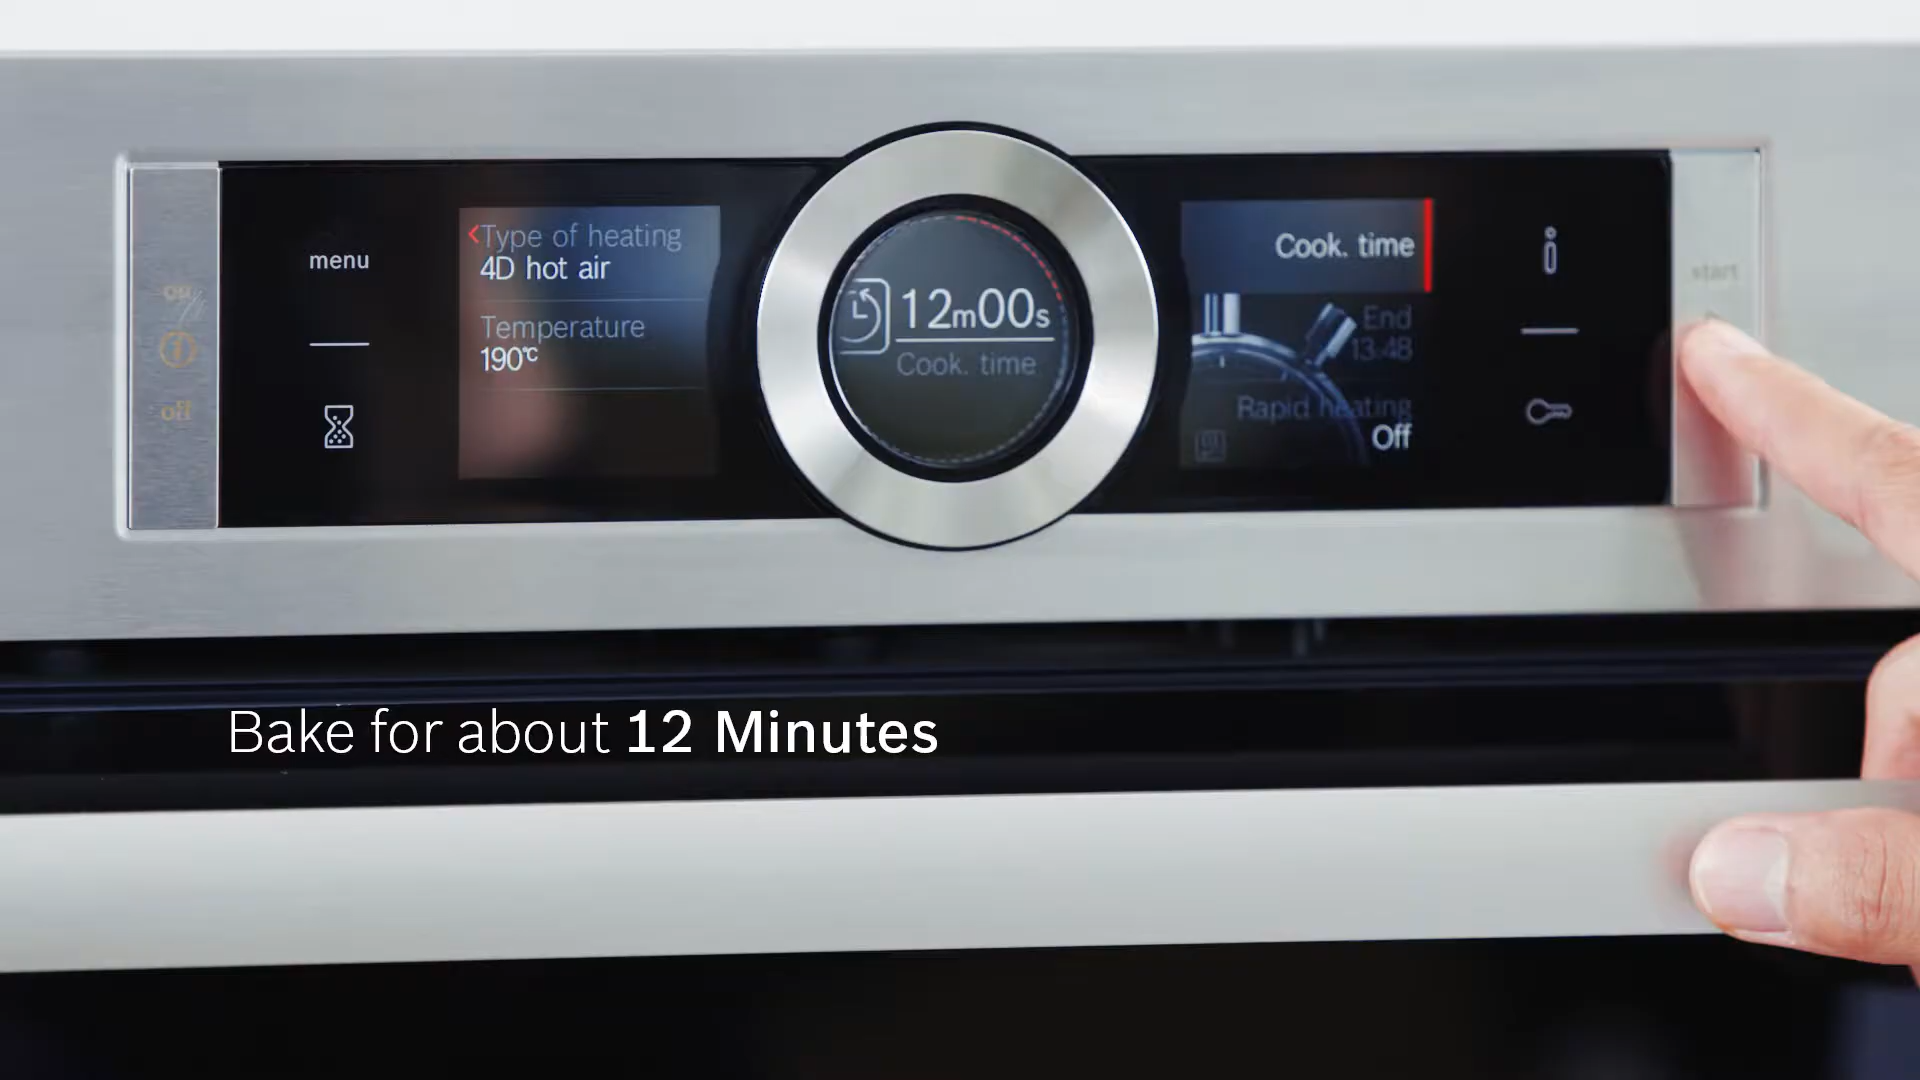 on
off
menu
Type of heating
4D hot air
Temperature
190°C
12m00s
Cook. time
Cook. time
End
13:48
Rapid heating
Off
start
Bake for about 12 Minutes